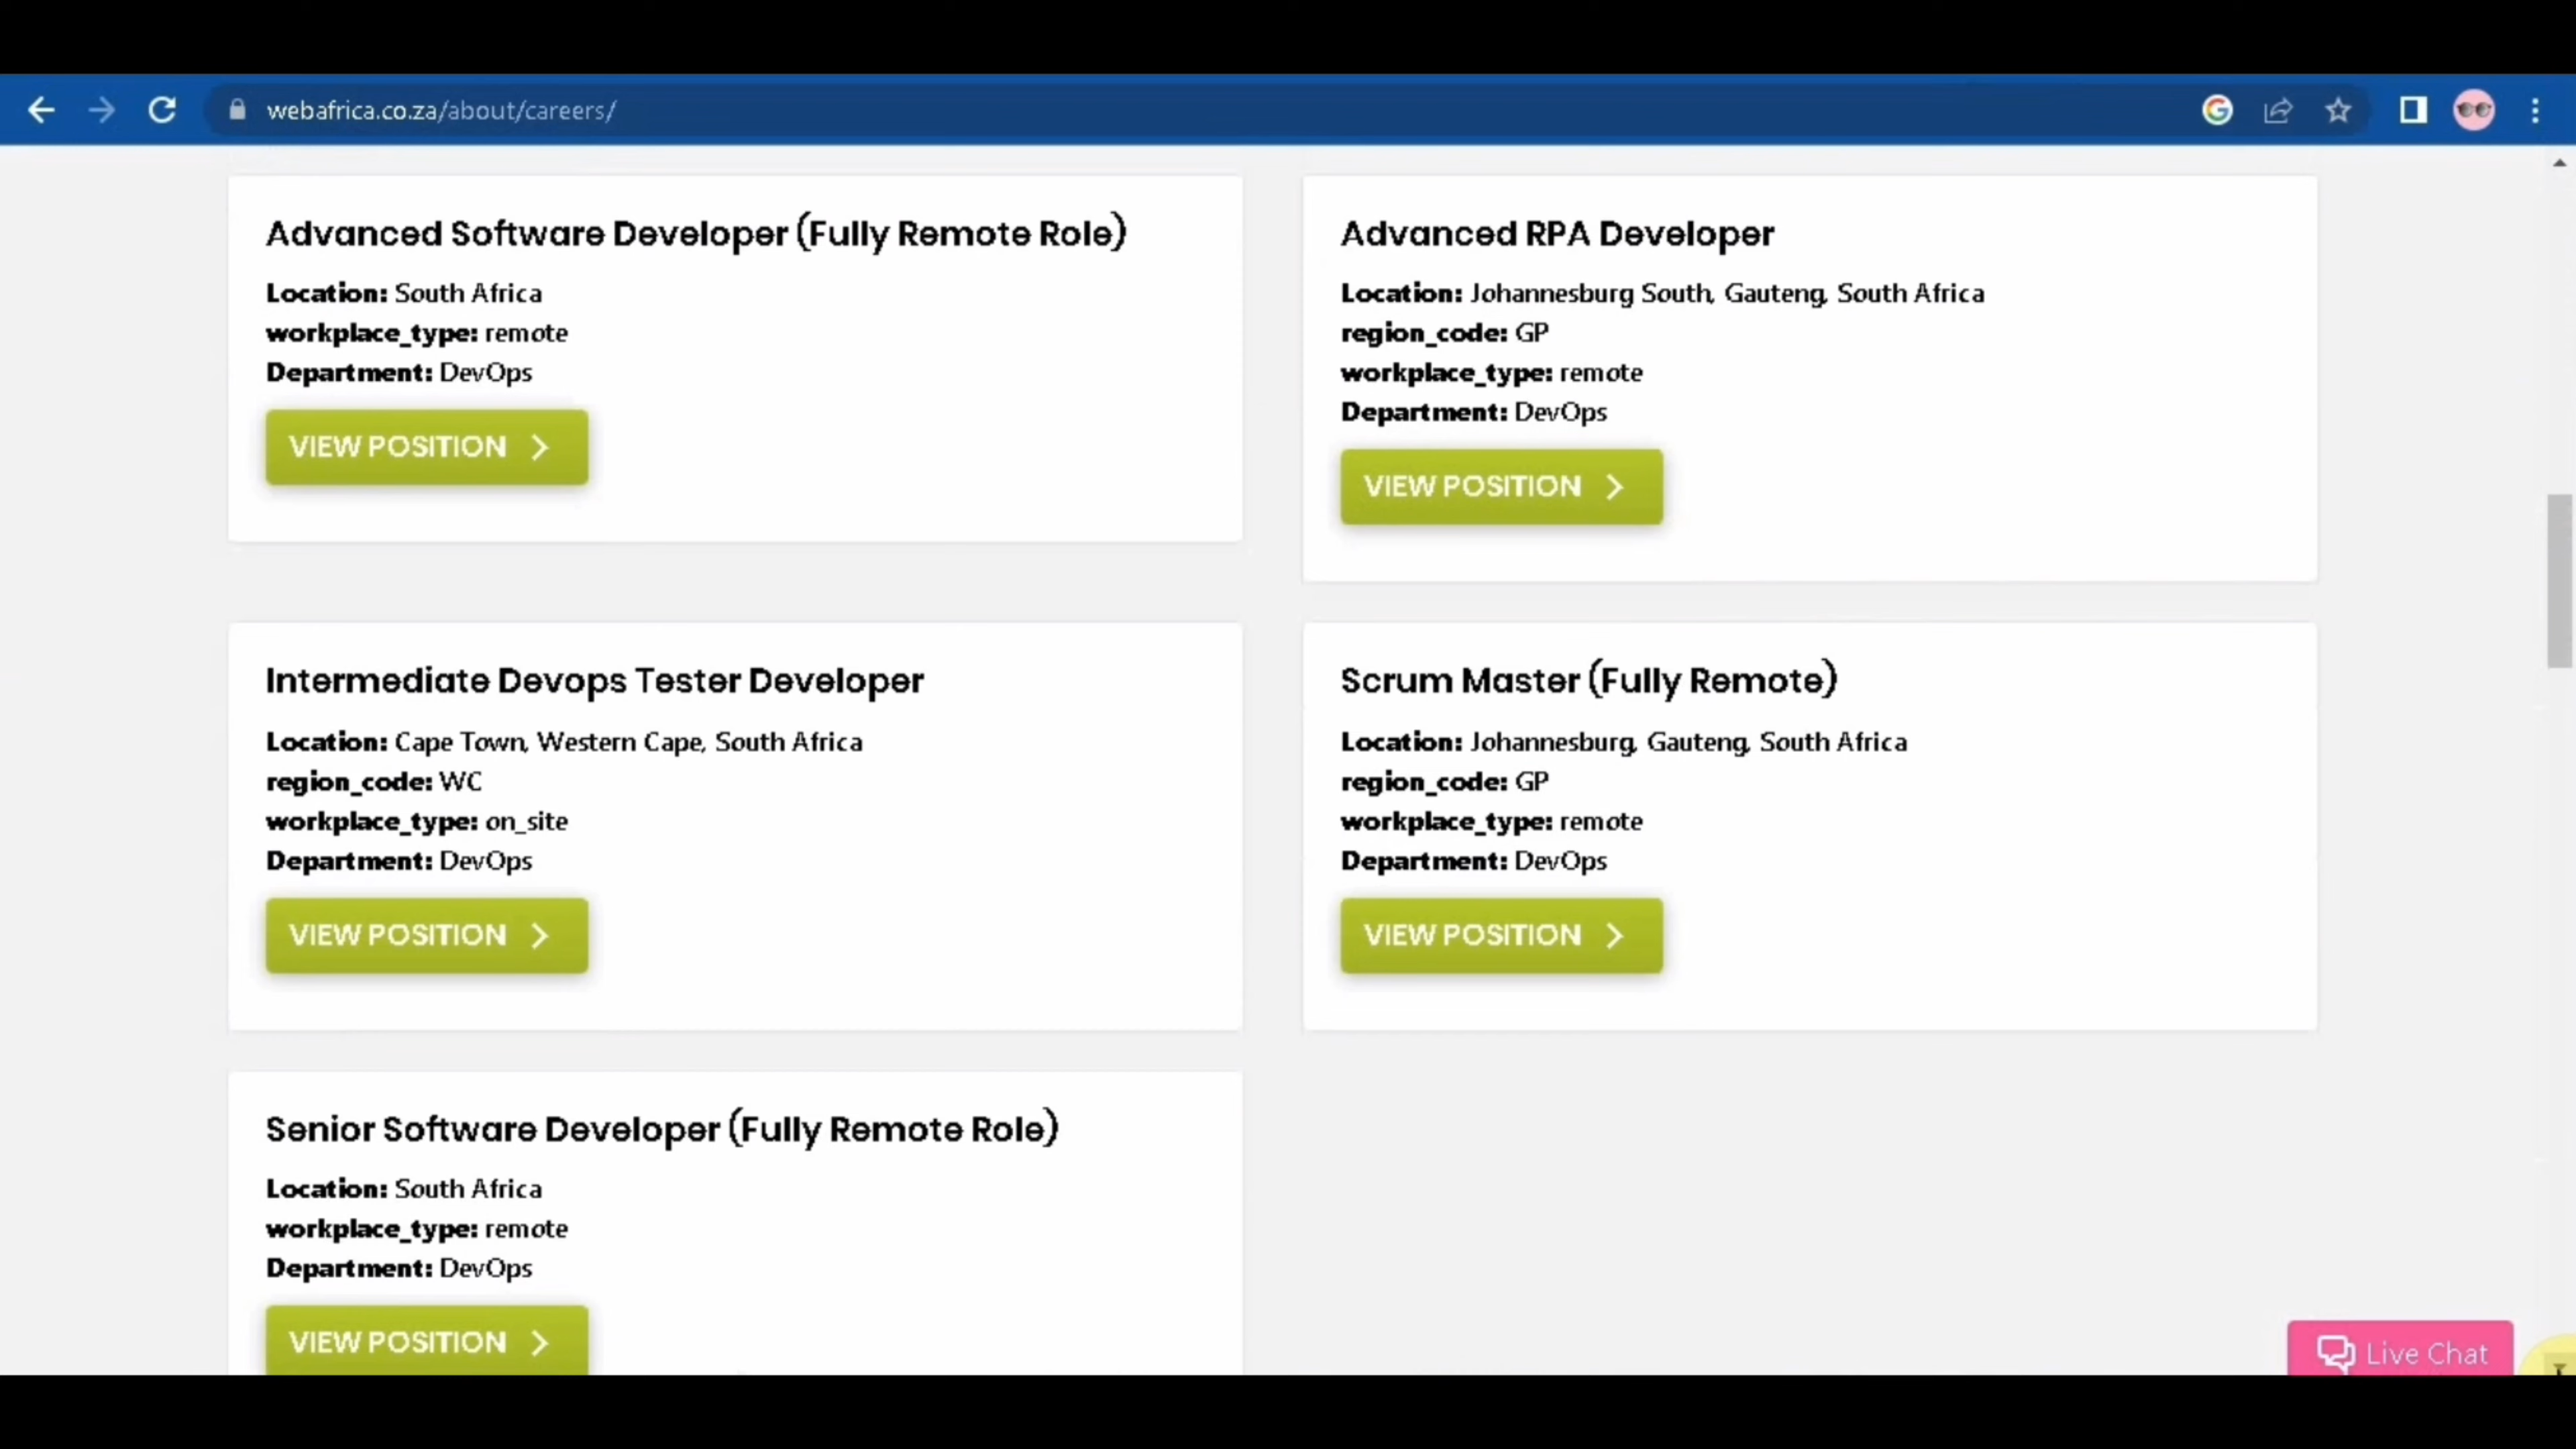 webafrica.co.za/about/careers/
Advanced Software Developer (Fully Remote Role)
Location: South Africa
workplace_type: remote
Department: DevOps
VIEW POSITION
Advanced RPA Developer
Location: Johannesburg South, Gauteng, South Africa
region_code: GP
workplace_type: remote
Department: DevOps
VIEW POSITION
Intermediate Devops Tester Developer
Location: Cape Town, Western Cape, South Africa
region_code: WC
workplace_type: on_site
Department: DevOps
VIEW POSITION
Scrum Master (Fully Remote)
Location: Johannesburg, Gauteng, South Africa
region_code: GP
workplace_type: remote
Department: DevOps
VIEW POSITION
Senior Software Developer (Fully Remote Role)
Location: South Africa
workplace_type: remote
Department: DevOps
VIEW POSITION
Live Chat